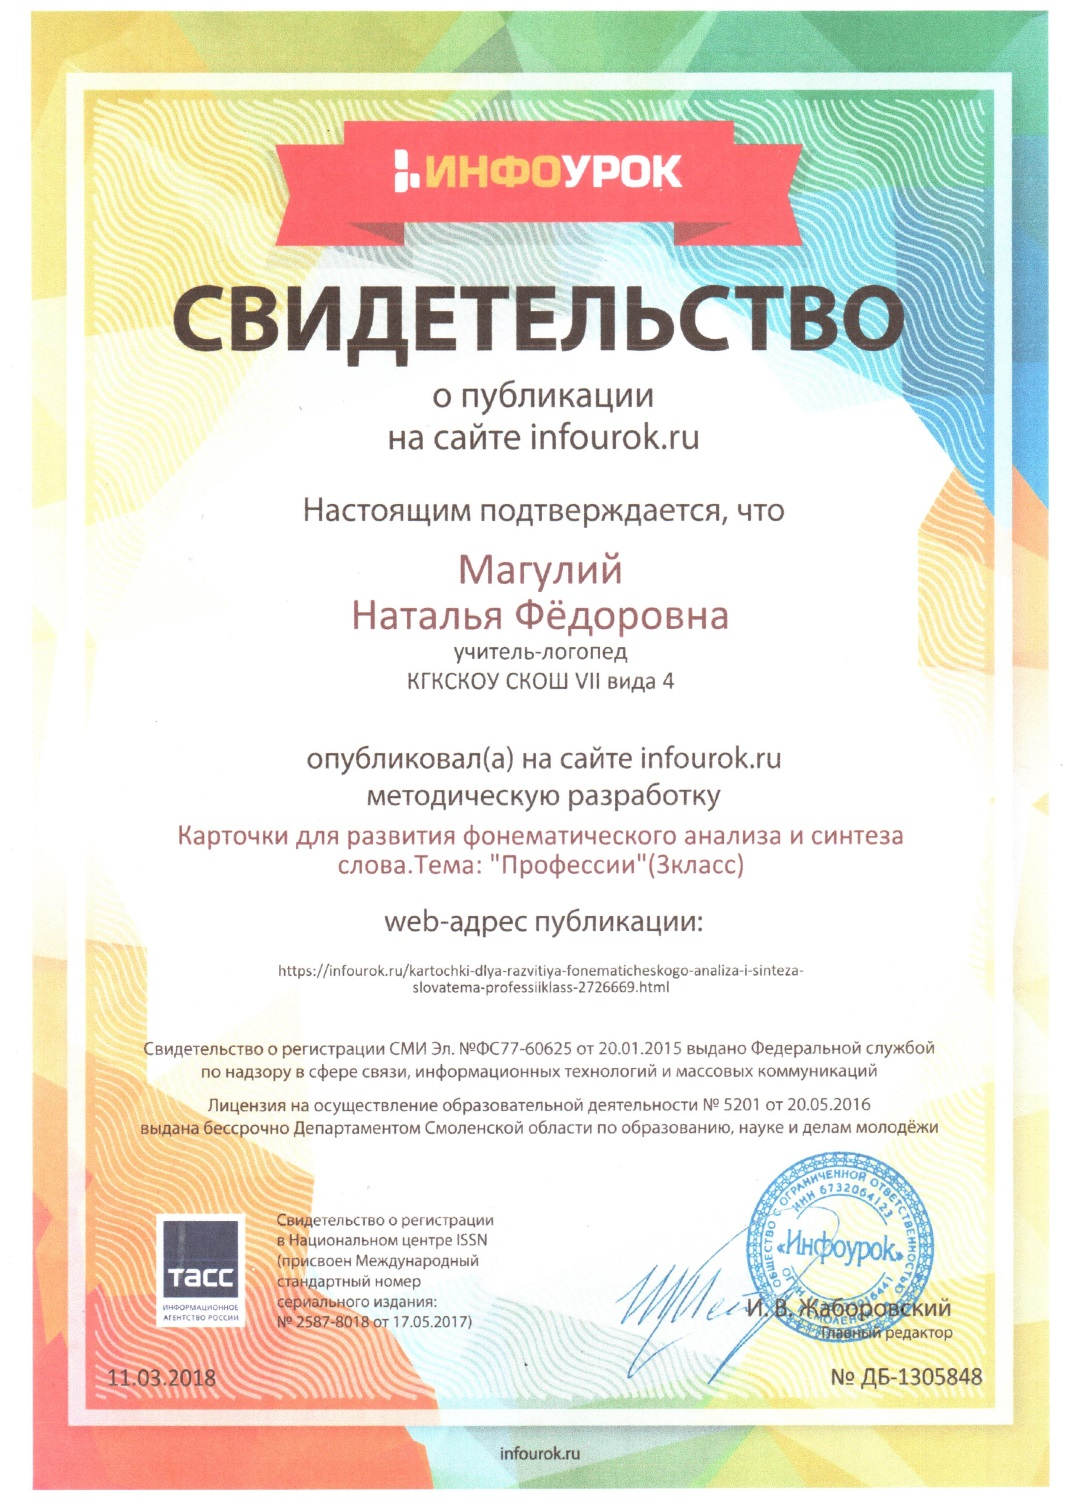 ИНФОУРОК
СВИДЕТЕЛЬСТВО
о публикации
на сайте infourok.ru
Настоящим подтверждается, что
Магулий
Наталья Фёдоровна
учитель-логопед
КГКСКОУ СКОШ VII вида 4
опубликовал(а) на сайте infourok.ru
методическую разработку
Карточки для развития фонематического анализа и синтеза
слова.Тема: "Профессии"(3класс)
web-адрес публикации:
https://infourok.ru/kartochki-dlya-razvitiya-fonematicheskogo-analiza-i-sinteza-
slovatema-professiiklass-2726669.html
Свидетельство о регистрации СМИ Эл. №ФС77-60625 от 20.01.2015 выдано Федеральной службой
по надзору в сфере связи, информационных технологий и массовых коммуникаций
Лицензия на осуществление образовательной деятельности № 5201 от 20.05.2016
выдана бессрочно Департаментом Смоленской области по образованию, науке и делам молодёжи
ТАСС
ИНФОРМАЦИОННОЕ
АГЕНТСТВО РОССИИ
Свидетельство о регистрации
в Национальном центре ISSN
(присвоен Международный
стандартный номер
сериального издания:
№ 2587-8018 от 17.05.2017)
ОБЩЕСТВО С ОГРАНИЧЕННОЙ ОТВЕТСТВЕННОСТЬЮ
ИНН 6732064123
«Инфоурок»
И. В. Жаборовский
Главный редактор
11.03.2018
№ ДБ-1305848
infourok.ru